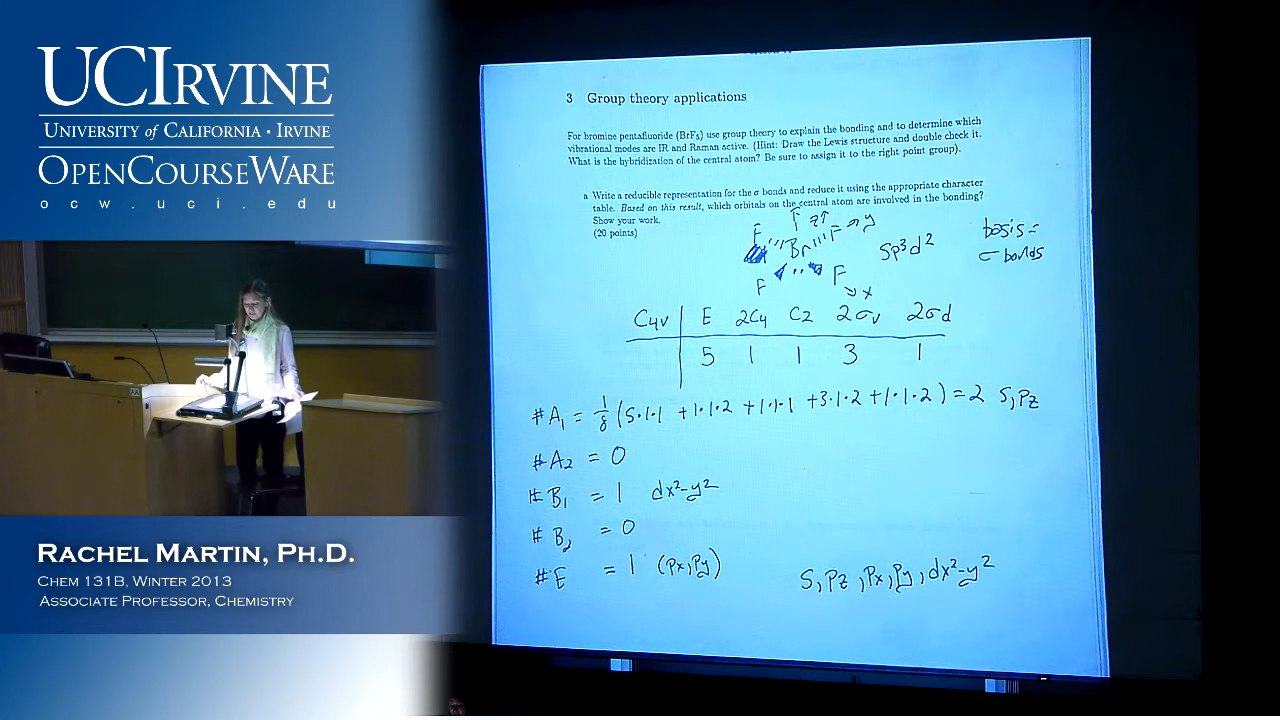 UCIRVINE
UNIVERSITY of CALIFORNIA · IRVINE
OPENCOURSEWARE
o c w . u c i . e d u
RACHEL MARTIN, PH.D.
CHEM 131B, WINTER 2013
ASSOCIATE PROFESSOR, CHEMISTRY
3 Group theory applications
For bromine pentafluoride (BrF₅) use group theory to explain the bonding and to determine which
vibrational modes are IR and Raman active. (Hint: Draw the Lewis structure and double check it.
What is the hybridization of the central atom? Be sure to assign it to the right point group).
a Write a reducible representation for the σ bonds and reduce it using the appropriate character
table. Based on this result, which orbitals on the central atom are involved in the bonding?
Show your work.
(20 points)
↑ z↑
F F → y
Br
F F
↘ x
sp³d²
basis =
σ bonds
C₄ᵥ | E 2C₄ C₂ 2σᵥ 2σd
5 1 1 3 1
#A₁ = 1/8 (5·1·1 + 1·1·2 + 1·1·1 + 3·1·2 + 1·1·2) = 2 S, Pz
#A₂ = 0
#B₁ = 1 dx²-y²
#B₂ = 0
#E = 1 (Px, Py)
S, Pz, Px, Py, dx²-y²